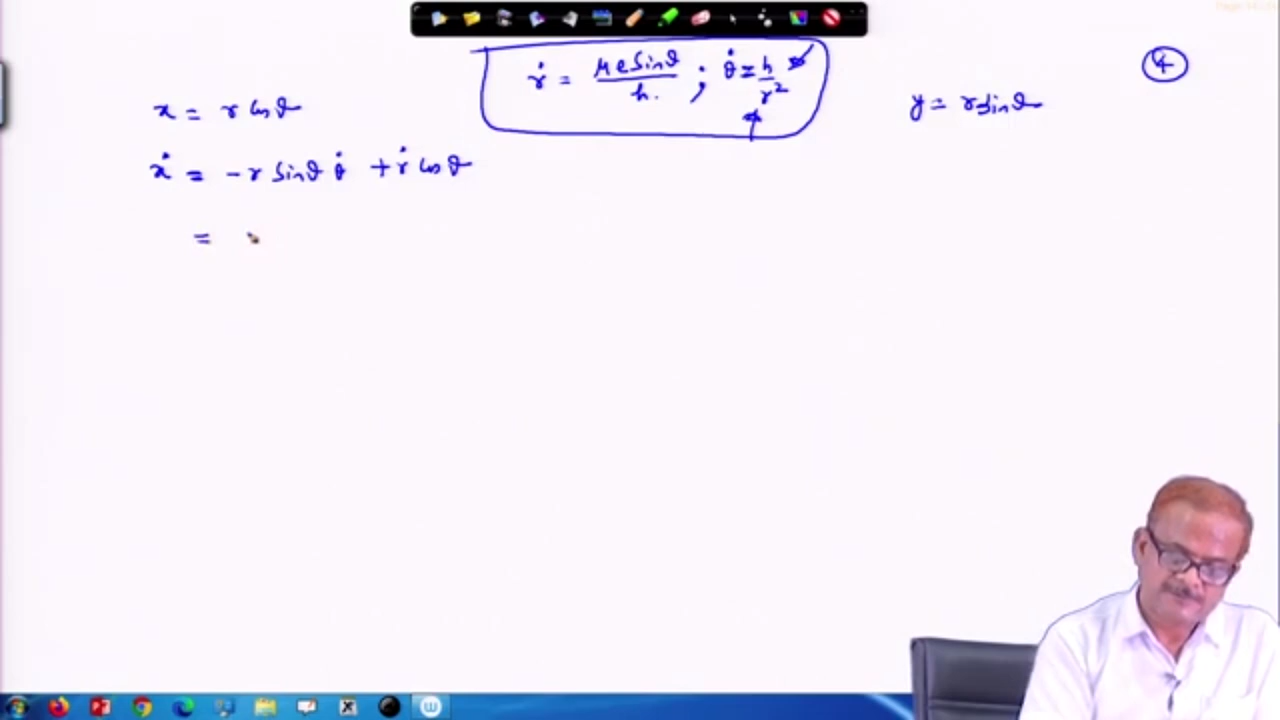 ṙ = μe sinθ / h ; θ̇ = h / r²
4
x = r cosθ
y = r sinθ
ẋ = -r sinθ θ̇ + ṙ cosθ
=